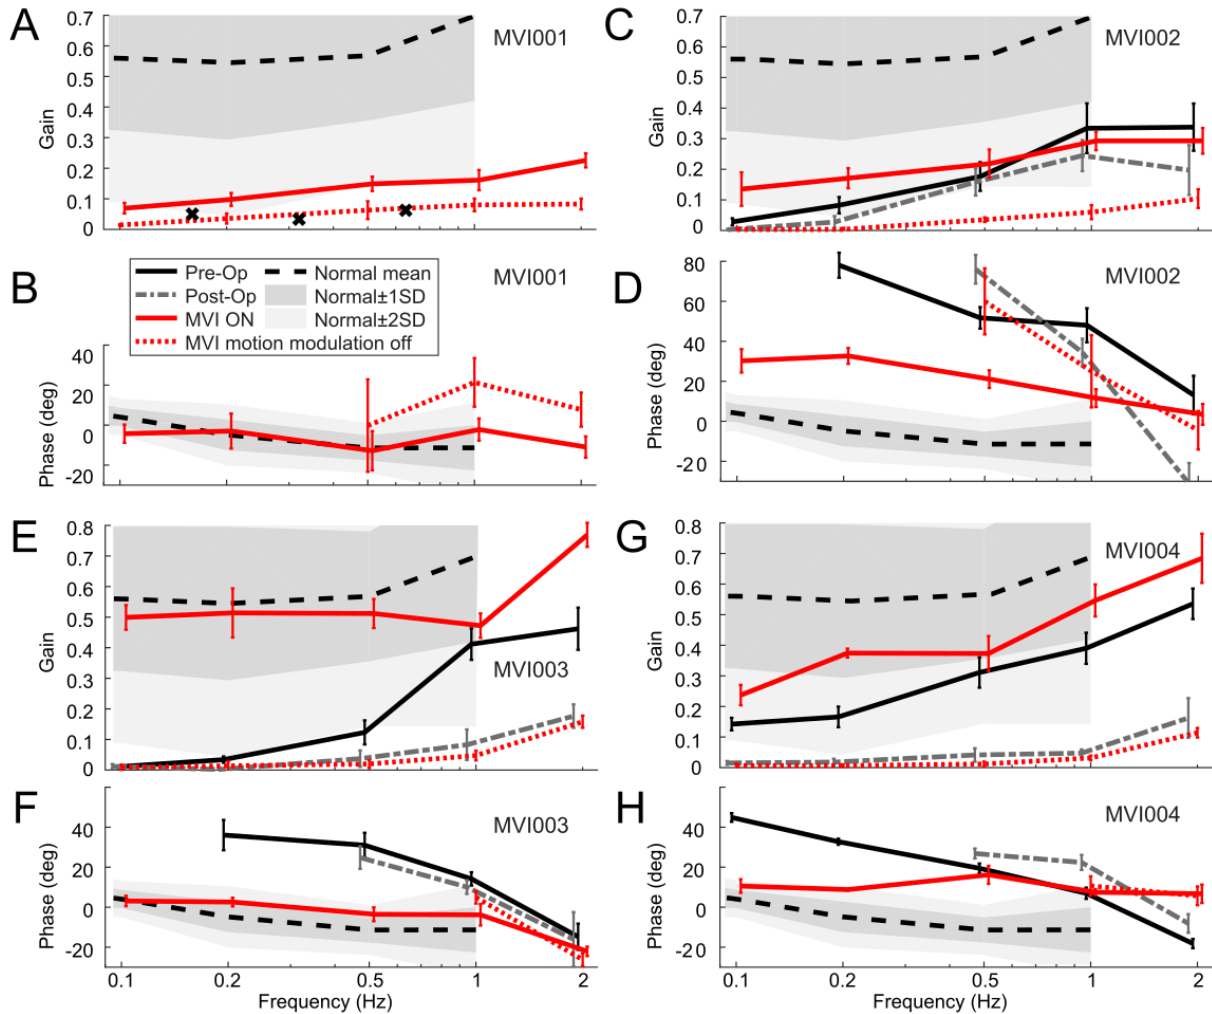 A
MVI001
Gain
0.7
0.6
0.5
0.4
0.3
0.2
0.1
0
C
MVI002
Gain
0.7
0.6
0.5
0.4
0.3
0.2
0.1
0
B
MVI001
Pre-Op
Post-Op
MVI ON
MVI motion modulation off
Normal mean
Normal±1SD
Normal±2SD
Phase (deg)
40
20
0
-20
D
MVI002
Phase (deg)
80
60
40
20
0
-20
E
MVI003
Gain
0.8
0.7
0.6
0.5
0.4
0.3
0.2
0.1
0
G
MVI004
Gain
0.8
0.7
0.6
0.5
0.4
0.3
0.2
0.1
0
F
MVI003
Phase (deg)
40
20
0
-20
0.1
0.2
0.5
1
2
Frequency (Hz)
H
MVI004
Phase (deg)
40
20
0
-20
0.1
0.2
0.5
1
2
Frequency (Hz)